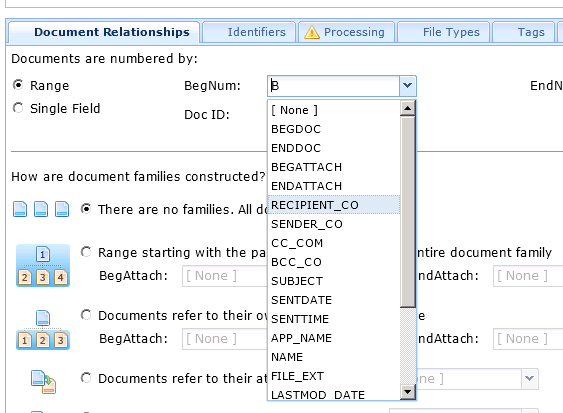 Document Relationships Identifiers Processing File Types Tags
Documents are numbered by:
Range BegNum: B EndN
Single Field Doc ID:
[ None ]
BEGDOC
ENDDOC
BEGATTACH
ENDATTACH
RECIPIENT_CO
SENDER_CO
CC_COM
BCC_CO
SUBJECT
SENTDATE
SENTTIME
APP_NAME
NAME
FILE_EXT
LASTMOD_DATE
How are document families constructed?
There are no families. All do
1 Range starting with the pa ntire document family
2 3 4 BegAttach: [ None ] ndAttach: [ None ]
Documents refer to their ow e
1 2 3 BegAttach: [ None ] ndAttach: [ None ]
Documents refer to their at ne ]